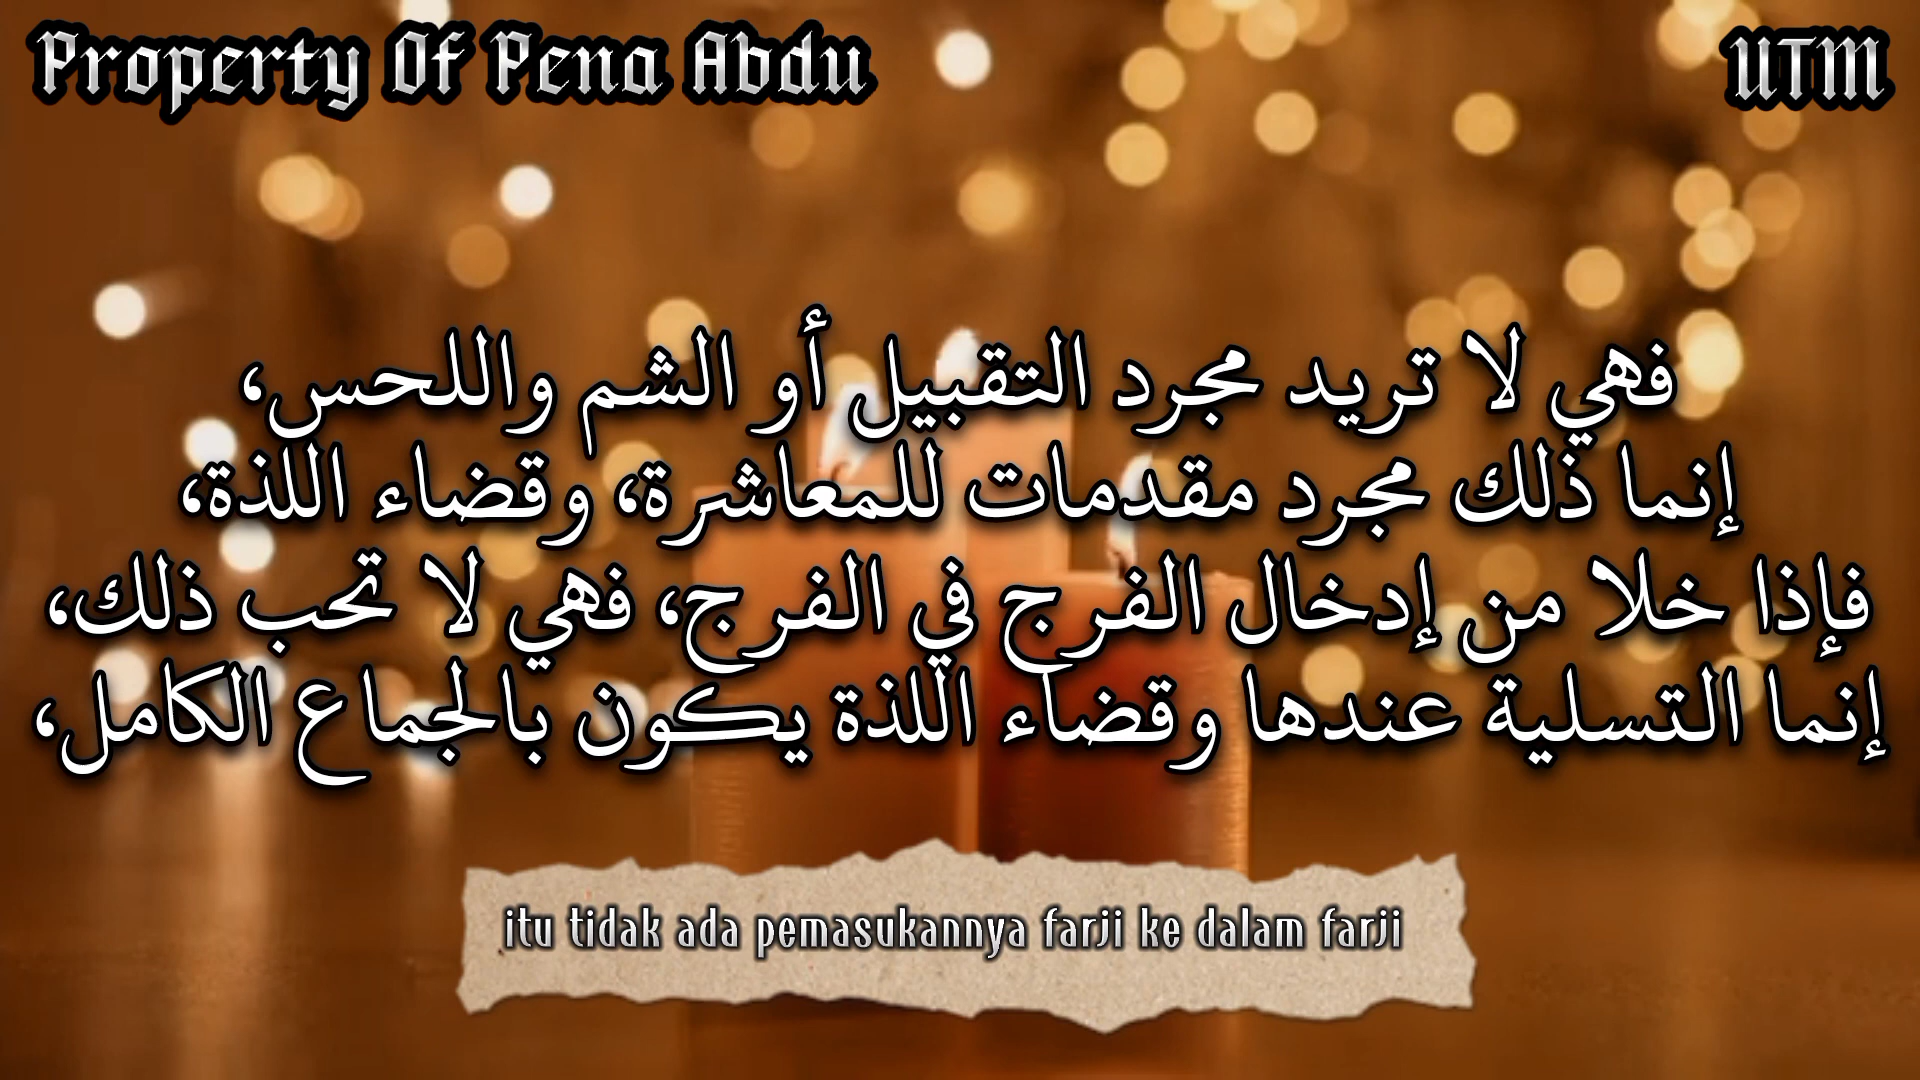 Property Of Pena Abdu
UTM
فهي لا تريد مجرد التقبيل أو الشم واللحس،
إنما ذلك مجرد مقدمات للمعاشرة، وقضاء اللذة،
فإذا خلا من إدخال الفرج في الفرج، فهي لا تحب ذلك،
إنما التسلية عندها وقضاء اللذة يكون بالجماع الكامل،
itu tidak ada pemasukannya farji ke dalam farji